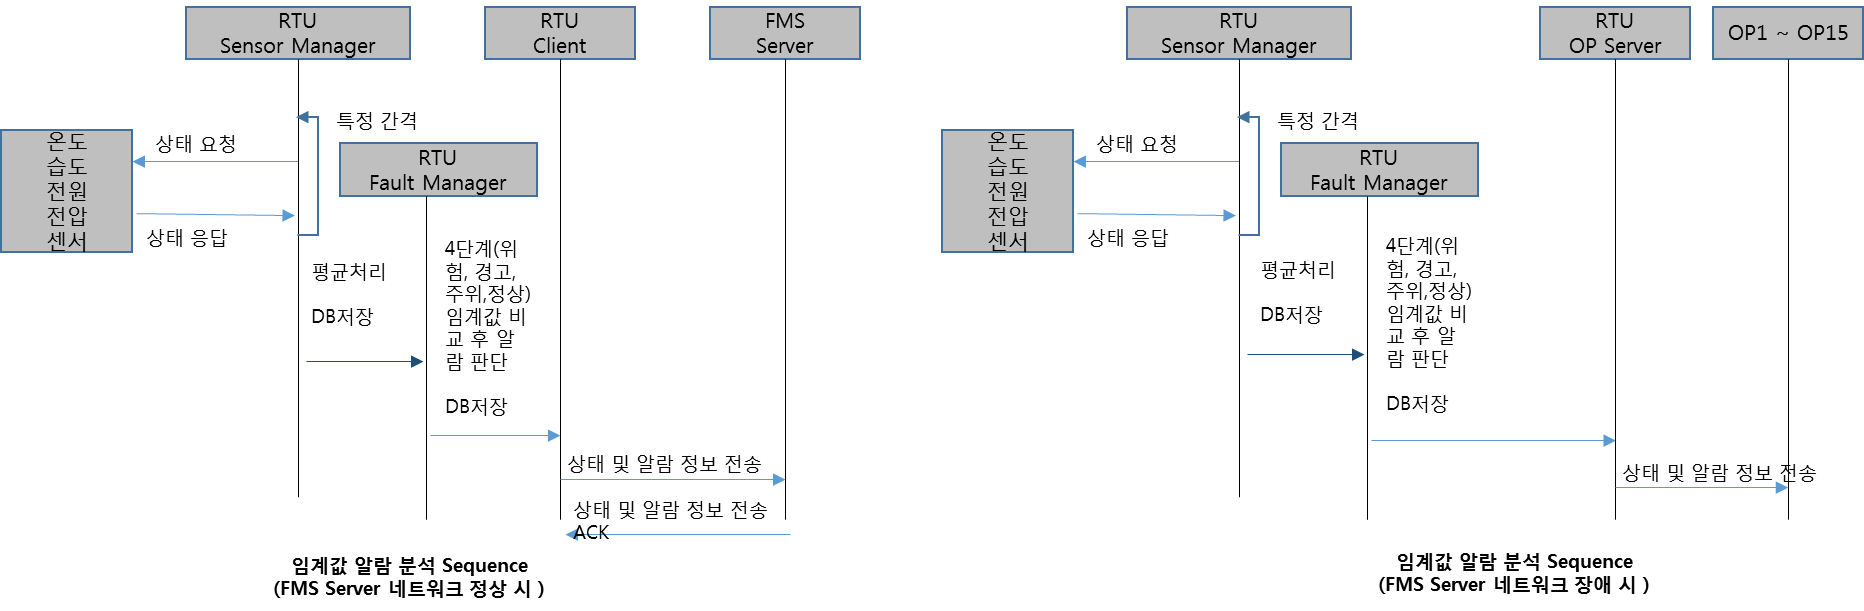 RTU
Sensor Manager
RTU
Client
FMS
Server
특정 간격
온도
습도
전원
전압
센서
상태 요청
상태 응답
RTU
Fault Manager
평균처리
DB저장
4단계(위
험, 경고,
주위,정상)
임계값 비
교 후 알
람 판단
DB저장
상태 및 알람 정보 전송
상태 및 알람 정보 전송
ACK
임계값 알람 분석 Sequence
(FMS Server 네트워크 정상 시 )
RTU
Sensor Manager
RTU
OP Server
OP1 ~ OP15
특정 간격
온도
습도
전원
전압
센서
상태 요청
상태 응답
RTU
Fault Manager
평균처리
DB저장
4단계(위
험, 경고,
주위,정상)
임계값 비
교 후 알
람 판단
DB저장
상태 및 알람 정보 전송
임계값 알람 분석 Sequence
(FMS Server 네트워크 장애 시 )